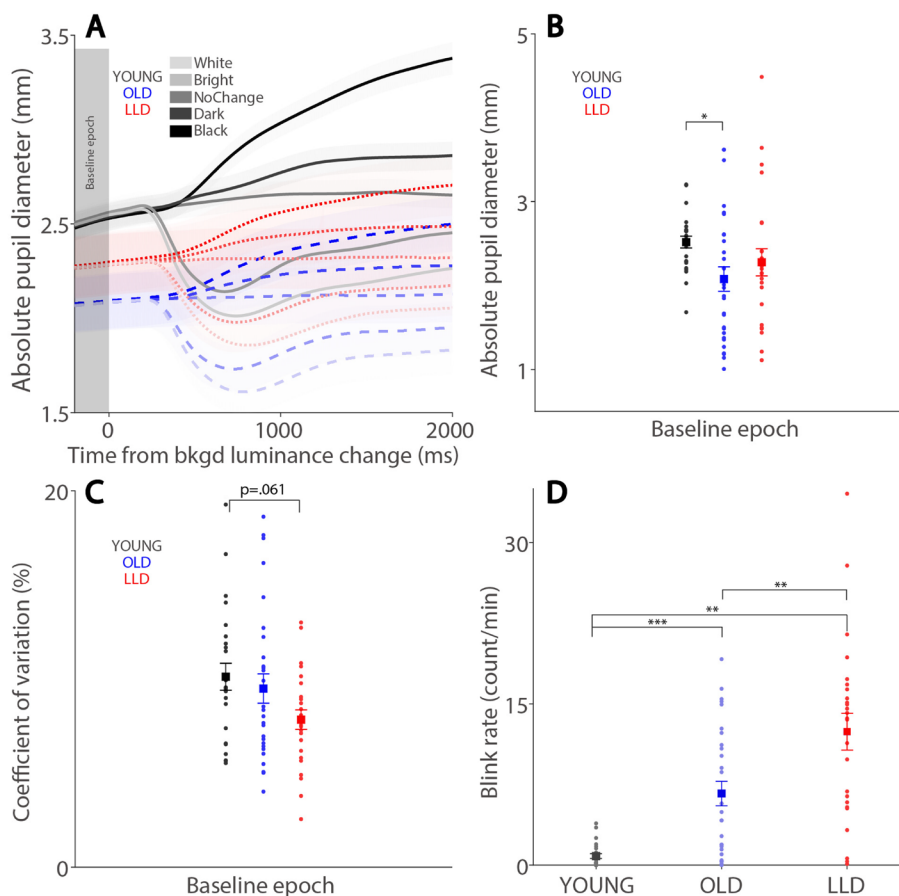 A
3.5
2.5
1.5
Absolute pupil diameter (mm)
Baseline epoch
YOUNG
OLD
LLD
White
Bright
NoChange
Dark
Black
0
1000
2000
Time from bkgd luminance change (ms)
B
5
3
1
Absolute pupil diameter (mm)
YOUNG
OLD
LLD
*
Baseline epoch
C
20
0
Coefficient of variation (%)
p=.061
YOUNG
OLD
LLD
Baseline epoch
D
30
15
0
Blink rate (count/min)
**
**
***
YOUNG
OLD
LLD